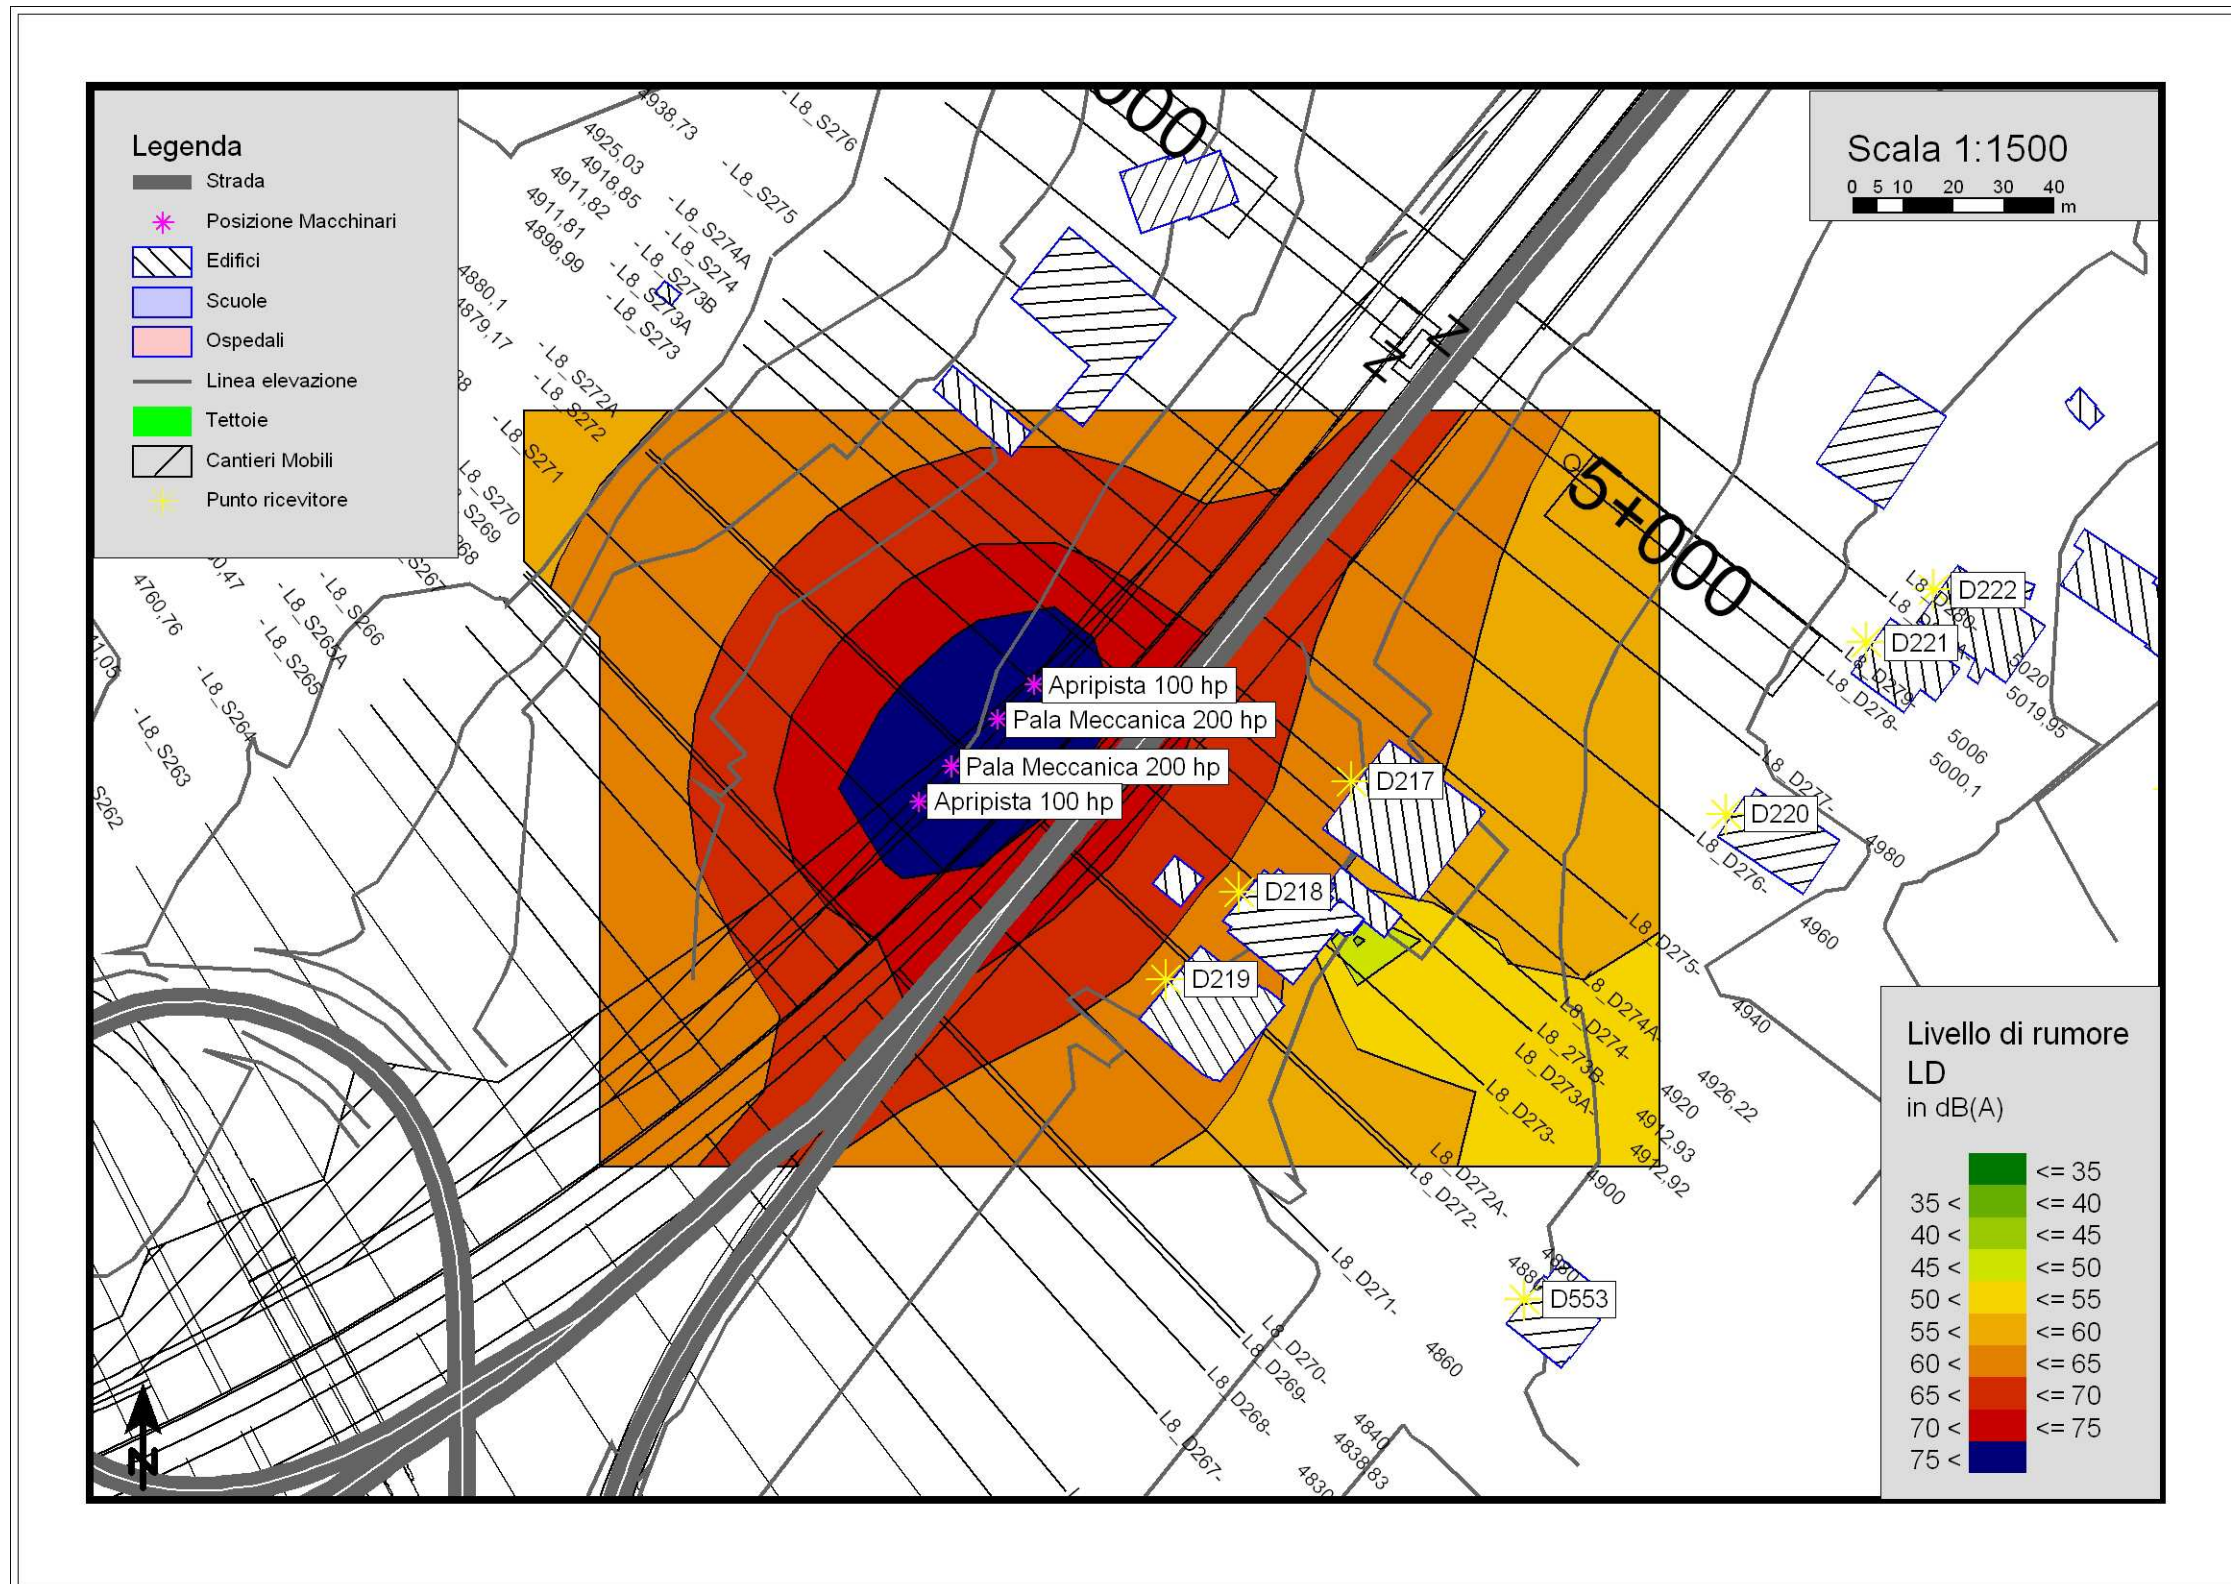 Legenda
Strada
Posizione Macchinari
Edifici
Scuole
Ospedali
Linea elevazione
Tettoie
Cantieri Mobili
Punto ricevitore
Scala 1:1500
0 5 10 20 30 40
m
4938,73
- L8_S276
4925,03
4918,85
- L8_S275
4911,82
4911,81
- L8_S274A
4898,99
- L8_S274
- L8_S273B
- L8_S273A
- L8_S273
4880,1
4879,17
- L8_S272A
- L8_S272
- L8_S271
L8_S270
S269
S267
- L8_S266
- L8_S265A
- L8_S265
4760,76
- L8_S264
- L8_S263
S262
Z
Z
5+000
Apripista 100 hp
Pala Meccanica 200 hp
Pala Meccanica 200 hp
Apripista 100 hp
D217
D218
D219
D222
D221
D220
D553
L8_D279-
L8_D278-
5020
5019,95
5006
5000,1
L8_D277-
L8_D276-
4980
4960
4940
L8_D275-
L8_D274A-
L8_D274-
L8_273B-
L8_D273A-
L8_D273-
4926,22
4920
4912,93
4912,92
4900
L8_D272A-
L8_D272-
L8_D271-
4880
4860
L8_D270-
L8_D269-
L8_D268-
L8_D267-
4840
4838,83
4830
N
Livello di rumore
LD
in dB(A)
<= 35
35 < <= 40
40 < <= 45
45 < <= 50
50 < <= 55
55 < <= 60
60 < <= 65
65 < <= 70
70 < <= 75
75 <